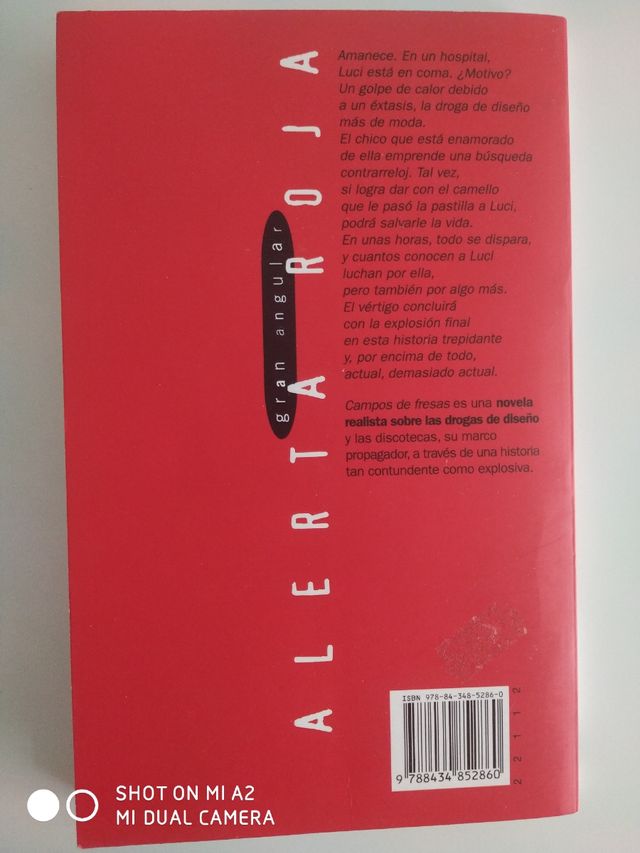 Amanece. En un hospital,
Luci está en coma. ¿Motivo?
Un golpe de calor debido
a un éxtasis, la droga de diseño
más de moda.
El chico que está enamorado
de ella emprende una búsqueda
contrarreloj. Tal vez,
si logra dar con el camello
que le pasó la pastilla a Luci,
podrá salvarle la vida.
En unas horas, todo se dispara,
y cuantos conocen a Luci
luchan por ella,
pero también por algo más.
El vértigo concluirá
con la explosión final
en esta historia trepidante
y, por encima de todo,
actual, demasiado actual.
Campos de fresas es una novela
realista sobre las drogas de diseño
y las discotecas, su marco
propagador, a través de una historia
tan contundente como explosiva.
ALERTA ROJA
gran angular
ISBN 978-84-348-5286-0
9 788434 852860
22112
SHOT ON MI A2
MI DUAL CAMERA